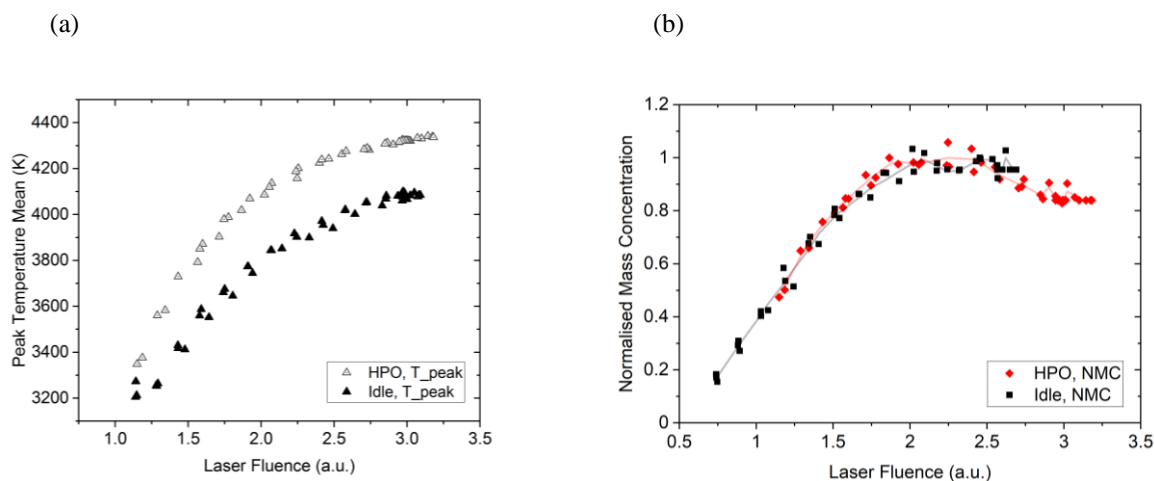 (a)
(b)
Peak Temperature Mean (K)
4400
4200
4000
3800
3600
3400
3200
1.0 1.5 2.0 2.5 3.0 3.5
Laser Fluence (a.u.)
HPO, T_peak
Idle, T_peak
Normalised Mass Concentration
1.2
1
0.8
0.6
0.4
0.2
0
0.5 1 1.5 2 2.5 3 3.5
Laser Fluence (a.u.)
HPO, NMC
Idle, NMC